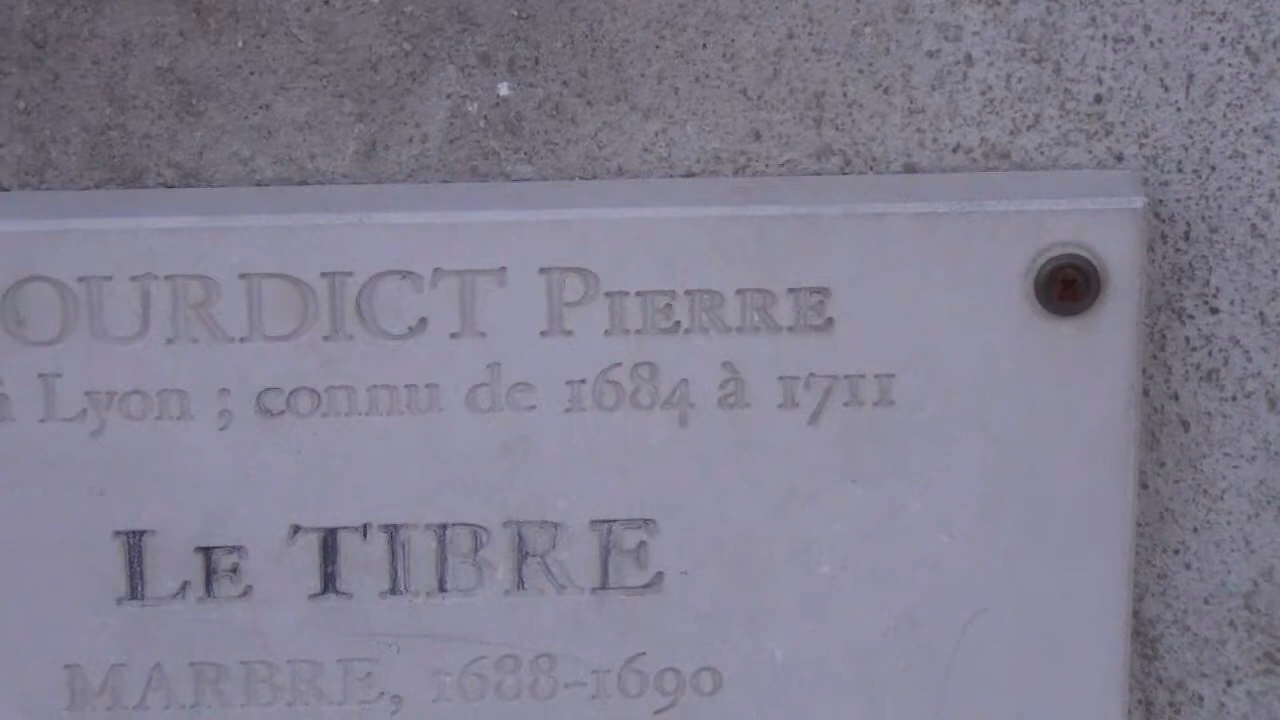 OURDICT PIERRE
à Lyon ; connu de 1684 à 1711
LE TIBRE
MARBRE, 1688-1690